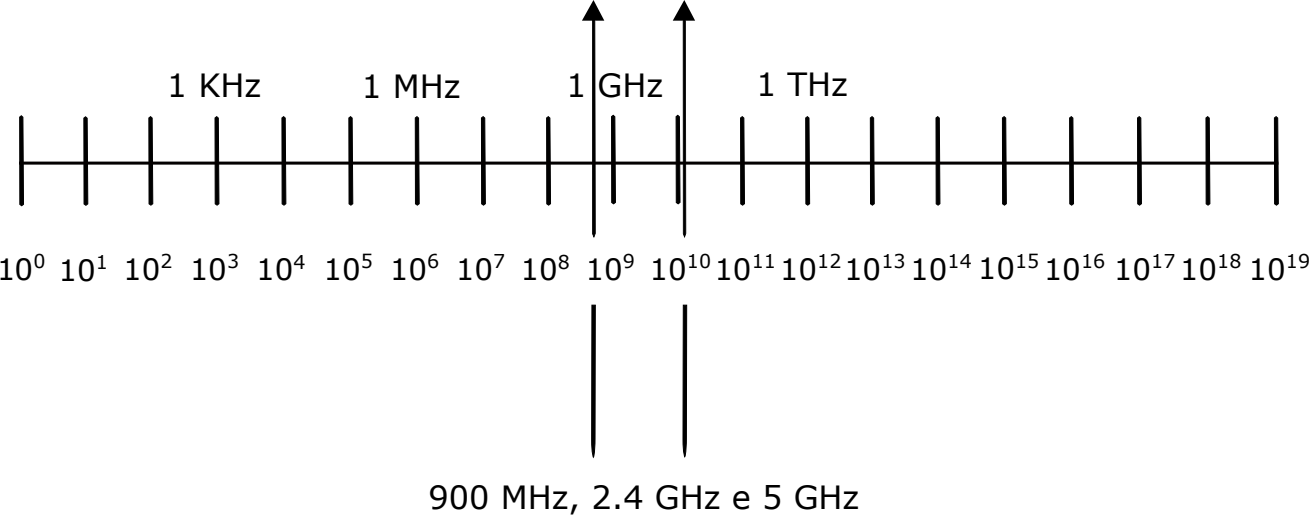 1 KHz 1 MHz 1 GHz 1 THz
10⁰ 10¹ 10² 10³ 10⁴ 10⁵ 10⁶ 10⁷ 10⁸ 10⁹ 10¹⁰ 10¹¹ 10¹² 10¹³ 10¹⁴ 10¹⁵ 10¹⁶ 10¹⁷ 10¹⁸ 10¹⁹
900 MHz, 2.4 GHz e 5 GHz